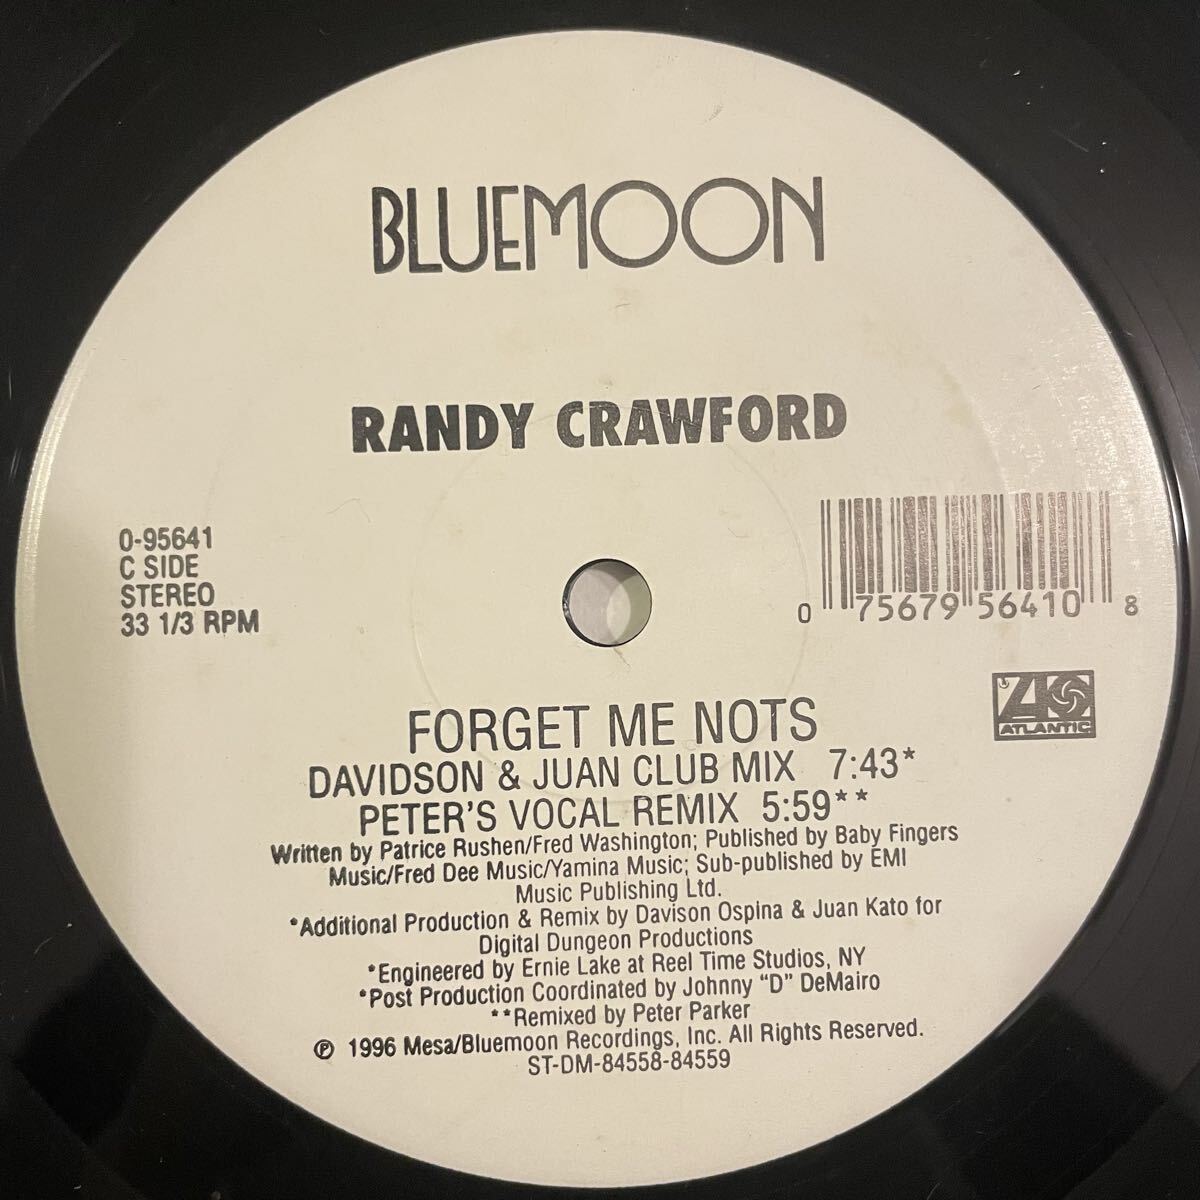 BLUEMOON
RANDY CRAWFORD
0-95641
C SIDE
STEREO
33 1/3 RPM
0 75679 56410 8
ATLANTIC
FORGET ME NOTS
DAVIDSON & JUAN CLUB MIX 7:43*
PETER'S VOCAL REMIX 5:59**
Written by Patrice Rushen/Fred Washington; Published by Baby Fingers
Music/Fred Dee Music/Yamina Music; Sub-published by EMI
Music Publishing Ltd.
*Additional Production & Remix by Davison Ospina & Juan Kato for
Digital Dungeon Productions
*Engineered by Ernie Lake at Reel Time Studios, NY
*Post Production Coordinated by Johnny "D" DeMairo
**Remixed by Peter Parker
℗ 1996 Mesa/Bluemoon Recordings, Inc. All Rights Reserved.
ST-DM-84558-84559